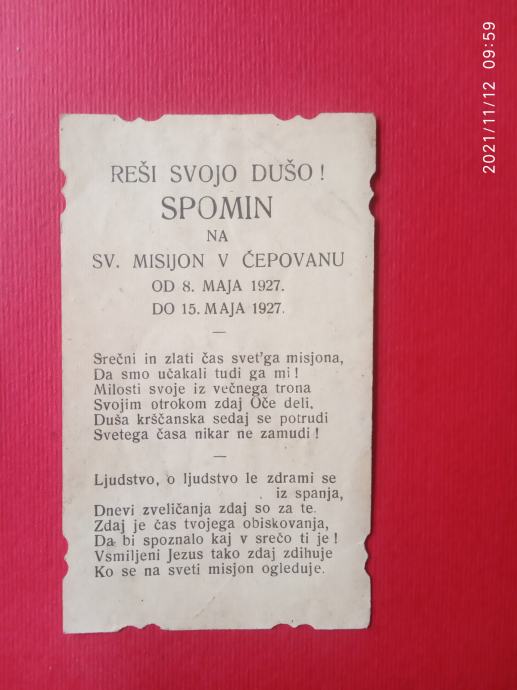 REŠI SVOJO DUŠO!
SPOMIN
NA
SV. MISIJON V ČEPOVANU
OD 8. MAJA 1927.
DO 15. MAJA 1927.
Srečni in zlati čas svet'ga misjona,
Da smo učakali tudi ga mi!
Milosti svoje iz večnega trona
Svojim otrokom zdaj Oče deli,
Duša krščanska sedaj se potrudi
Svetega časa nikar ne zamudi!
Ljudstvo, o ljudstvo le zdrami se
iz spanja,
Dnevi zveličanja zdaj so za te.
Zdaj je čas tvojega obiskovanja,
Da bi spoznalo kaj v srečo ti je!
Vsmiljeni Jezus tako zdaj zdihuje
Ko se na sveti misjon ogleduje.
2021/11/12 09:59